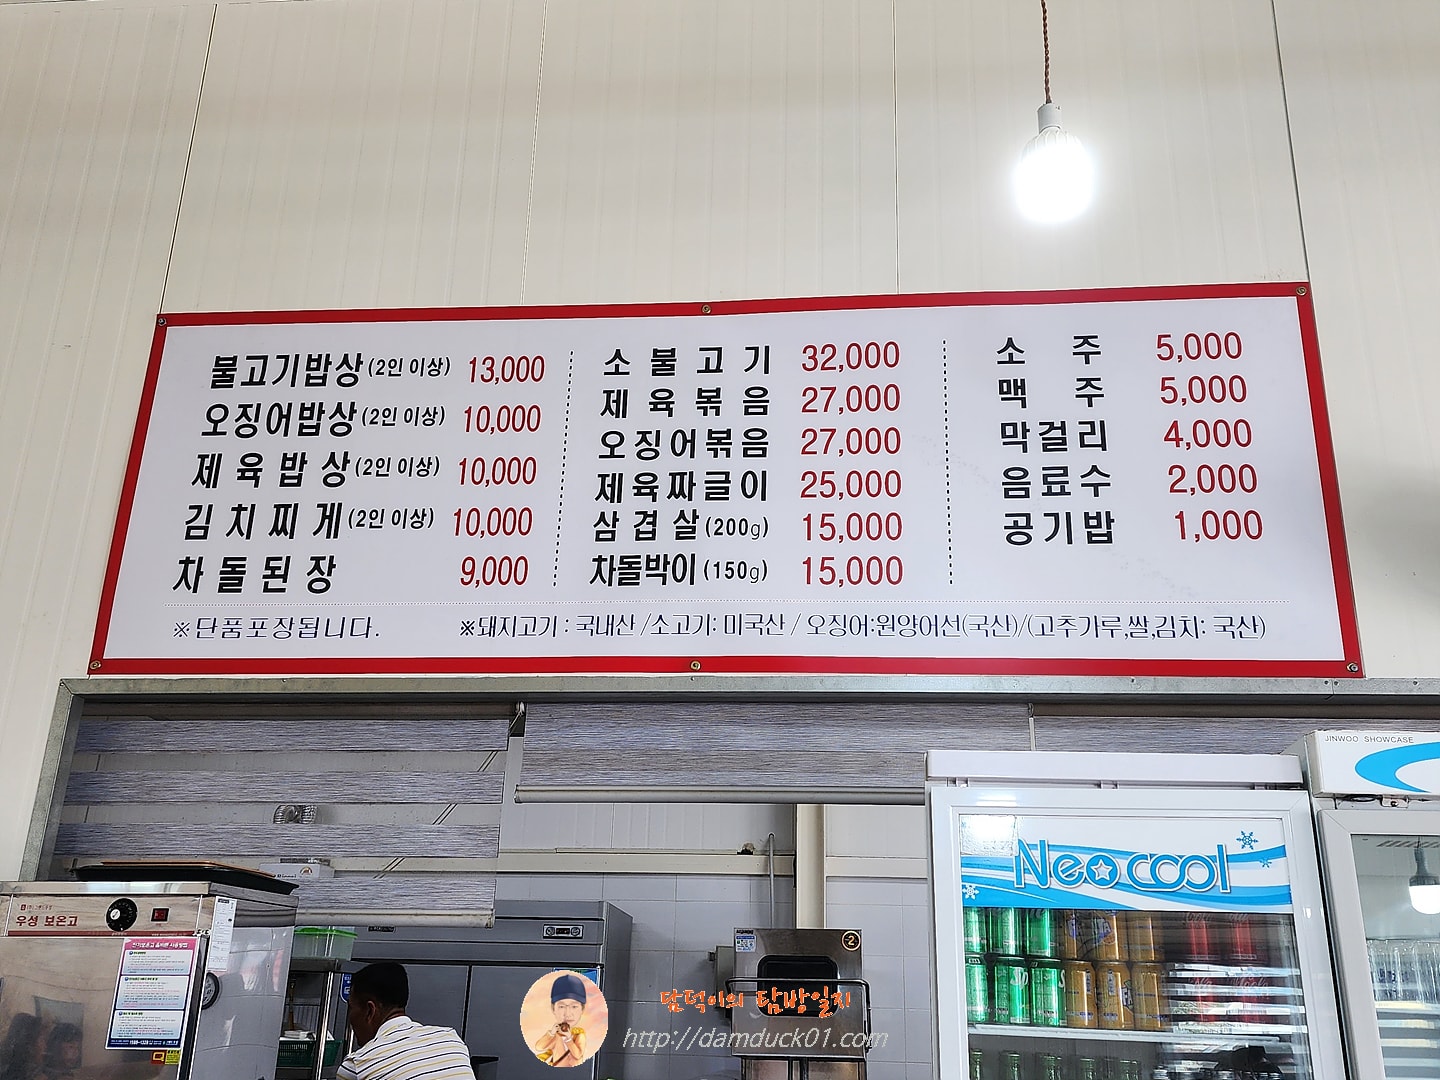 불고기밥상(2인 이상) 13,000
오징어밥상(2인 이상) 10,000
제육밥상(2인 이상) 10,000
김치찌게(2인 이상) 10,000
차돌된장 9,000
소불고기 32,000
제육볶음 27,000
오징어볶음 27,000
제육짜글이 25,000
삼겹살(200g) 15,000
차돌박이(150g) 15,000
소주 5,000
맥주 5,000
막걸리 4,000
음료수 2,000
공기밥 1,000
※단품포장됩니다.
※돼지고기 : 국내산 /소고기: 미국산 / 오징어:원양어선(국산)/(고추가루,쌀,김치: 국산)
JINWOO SHOWCASE
Neo cool
우성 보온고
2
담덕이의 탐방일지
http://damduck01.com